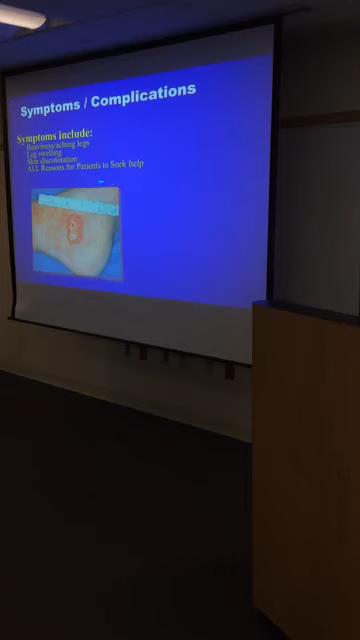 Symptoms / Complications
Symptoms include:
Heaviness/aching legs
Leg swelling
Skin discoloration
ALL Reasons for Patients to Seek help